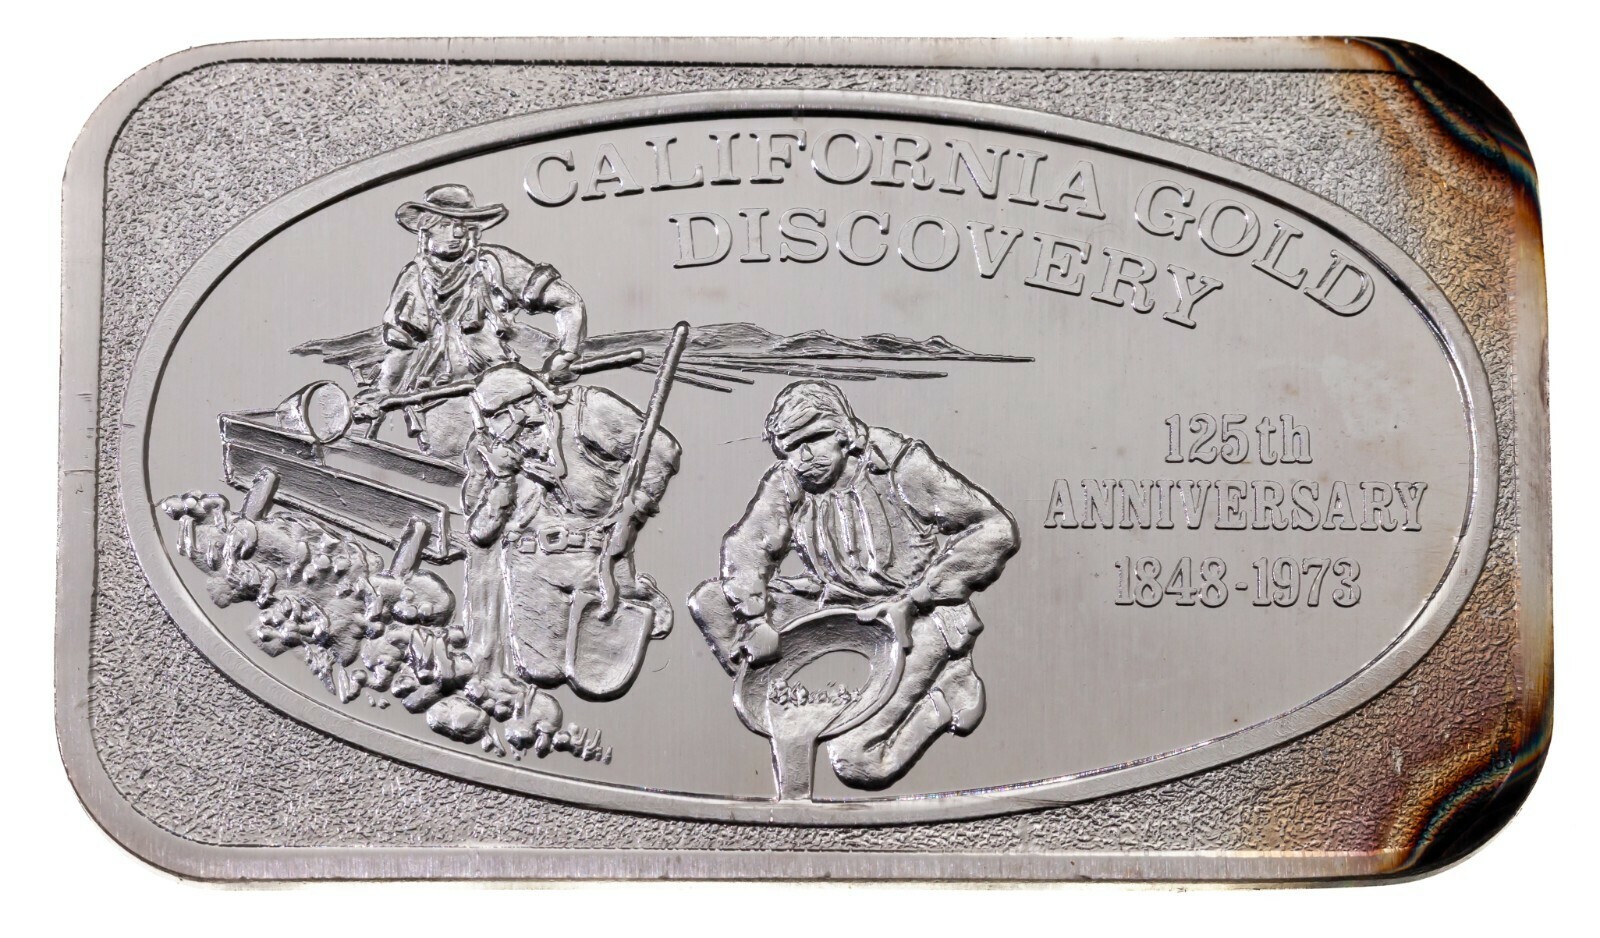 CALIFORNIA GOLD
DISCOVERY
125th
ANNIVERSARY
1848-1973